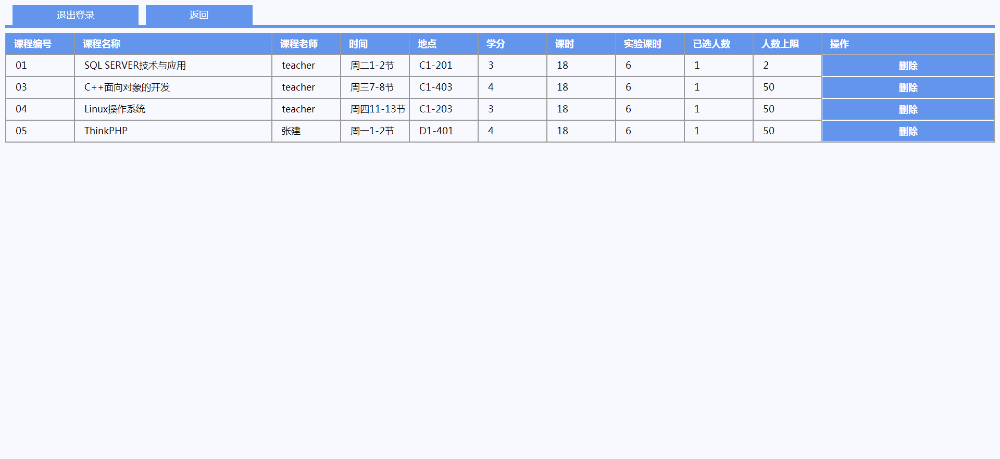 退出登录 返回
课程编号 课程名称 课程老师 时间 地点 学分 课时 实验课时 已选人数 人数上限 操作
01 SQL SERVER技术与应用 teacher 周二1-2节 C1-201 3 18 6 1 2 删除
03 C++面向对象的开发 teacher 周三7-8节 C1-403 4 18 6 1 50 删除
04 Linux操作系统 teacher 周四11-13节 C1-203 3 18 6 1 50 删除
05 ThinkPHP 张建 周一1-2节 D1-401 4 18 6 1 50 删除